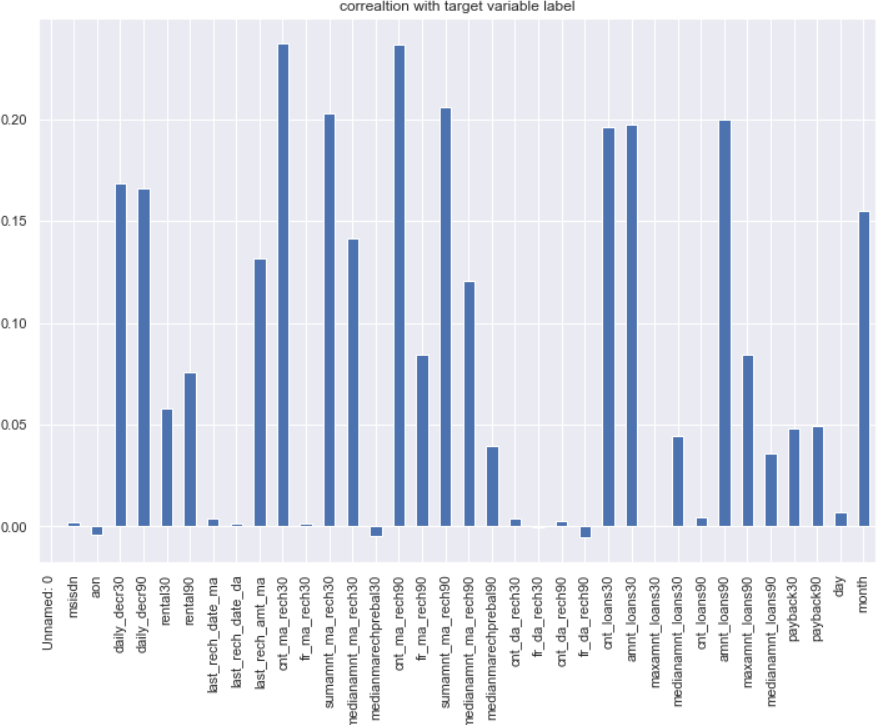 correaltion with target variable label
0.20
0.15
0.10
0.05
0.00
Unnamed: 0
msisdn
aon
daily_decr30
daily_decr90
rental30
rental90
last_rech_date_ma
last_rech_date_da
last_rech_amt_ma
cnt_ma_rech30
fr_ma_rech30
sumamnt_ma_rech30
medianamnt_ma_rech30
medianmarechprebal30
cnt_ma_rech90
fr_ma_rech90
sumamnt_ma_rech90
medianamnt_ma_rech90
medianmarechprebal90
cnt_da_rech30
fr_da_rech30
cnt_da_rech90
fr_da_rech90
cnt_loans30
amnt_loans30
maxamnt_loans30
medianamnt_loans30
cnt_loans90
amnt_loans90
maxamnt_loans90
medianamnt_loans90
payback30
payback90
day
month